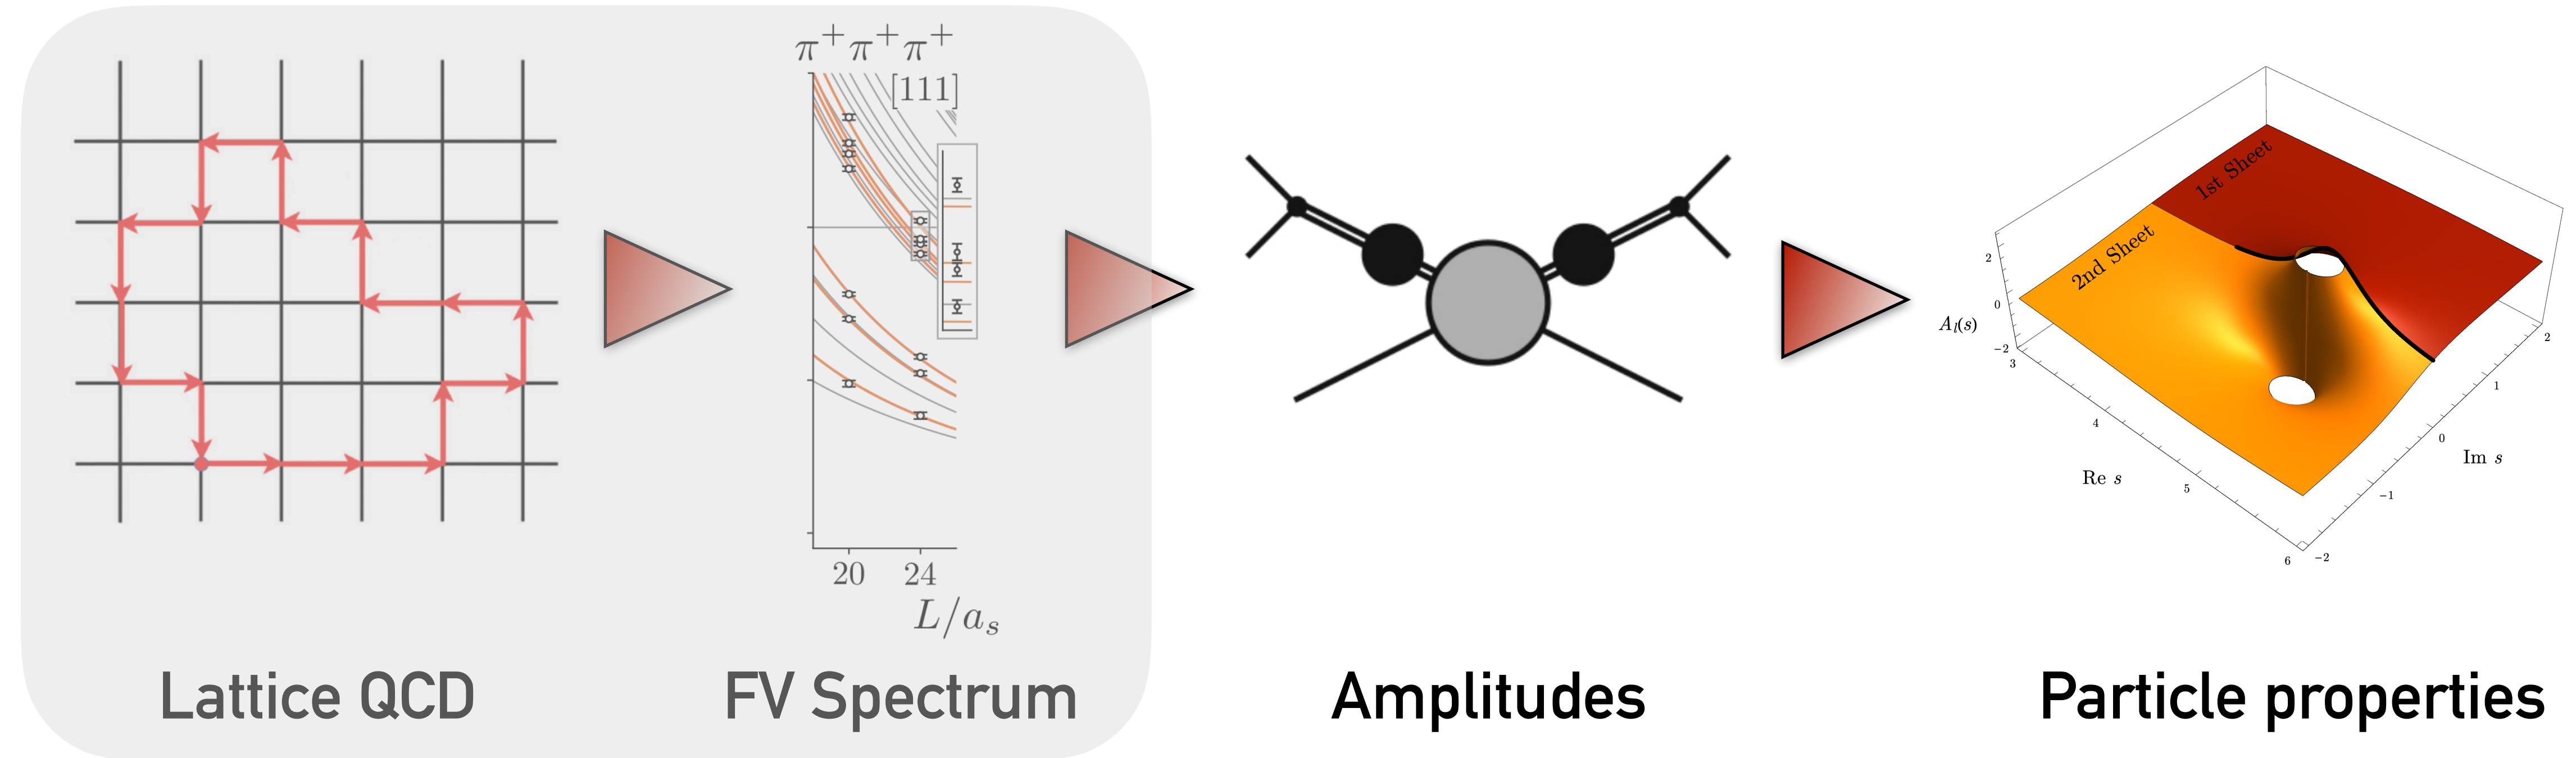 π⁺π⁺π⁺
[111]
20 24
L/aₛ
1st Sheet
2nd Sheet
2
0
−2
Aₗ(s)
3
4
5
6
Re s
2
1
0
−1
−2
Im s
Lattice QCD
FV Spectrum
Amplitudes
Particle properties